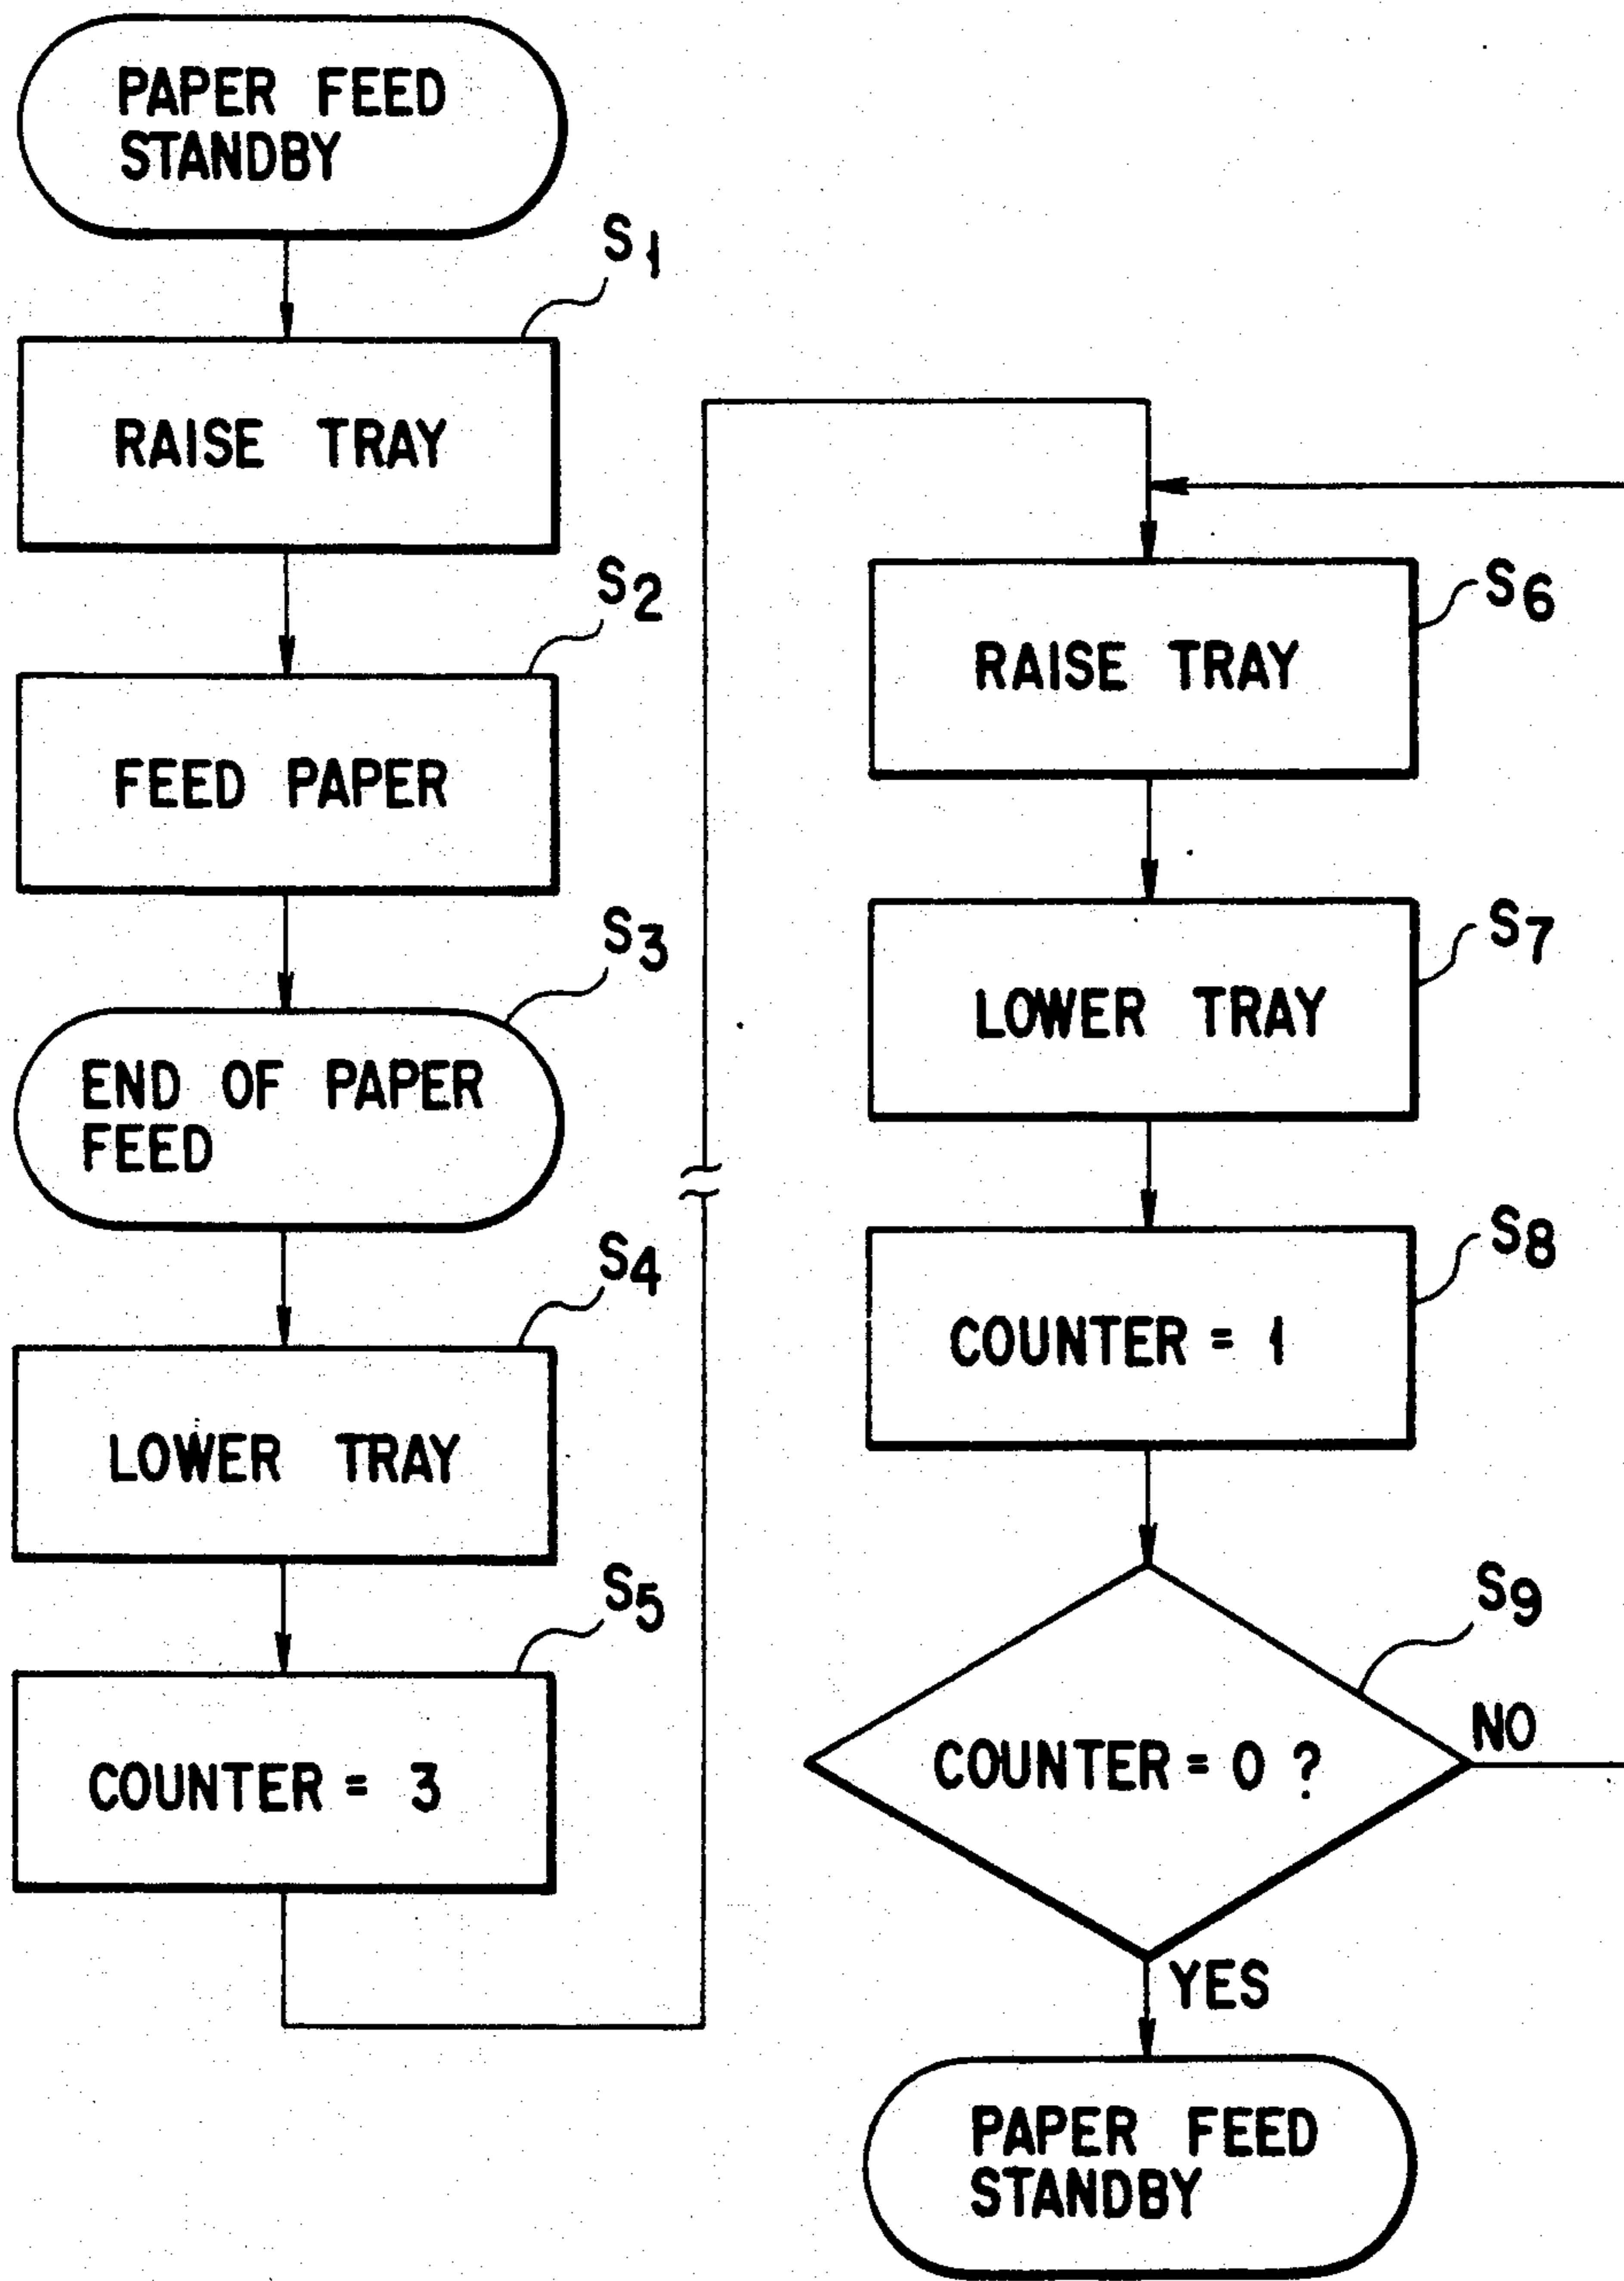 PAPER FEED
STANDBY
S1
RAISE TRAY
S2
FEED PAPER
S3
END OF PAPER
FEED
S4
LOWER TRAY
S5
COUNTER = 3
S6
RAISE TRAY
S7
LOWER TRAY
S8
COUNTER = 1
S9
COUNTER = 0 ?
NO
YES
PAPER FEED
STANDBY